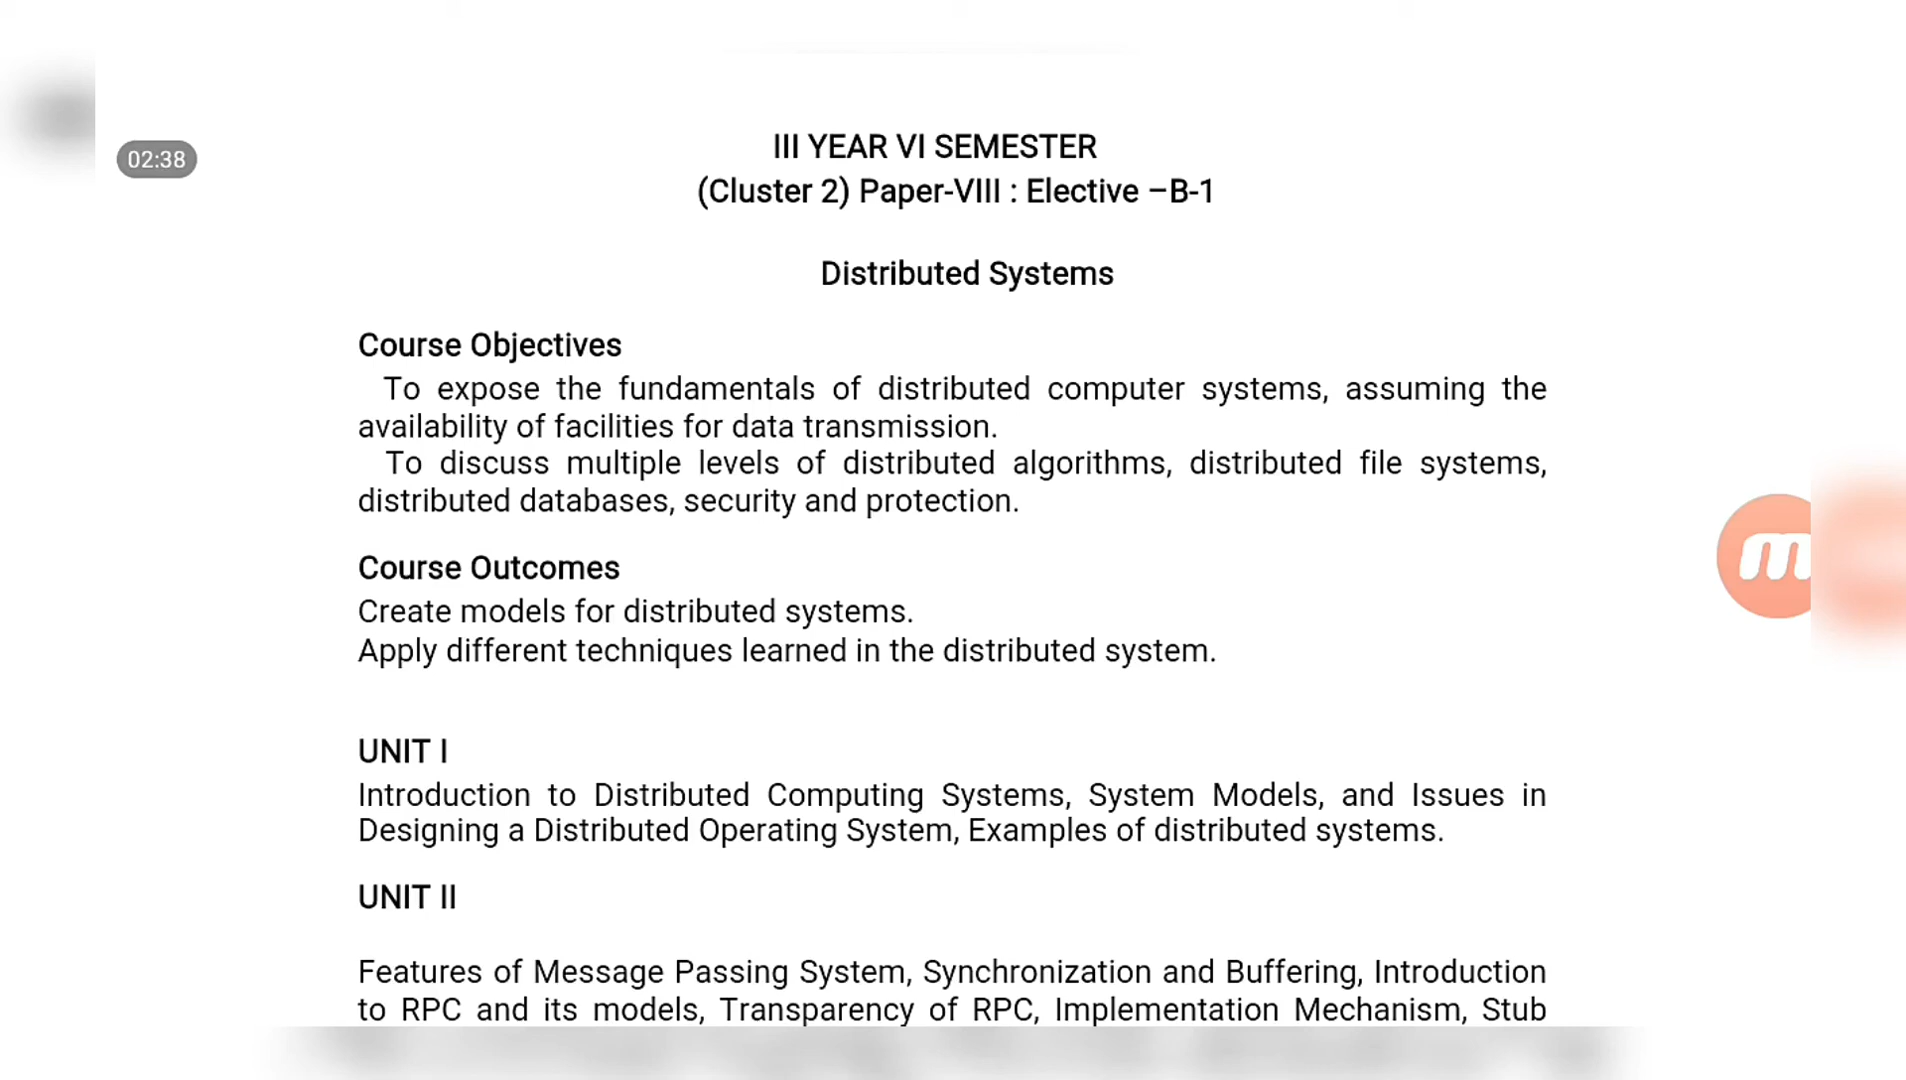 III YEAR VI SEMESTER
02:38
(Cluster 2) Paper-VIII : Elective –B-1
Distributed Systems
Course Objectives
To expose the fundamentals of distributed computer systems, assuming the
availability of facilities for data transmission.
To discuss multiple levels of distributed algorithms, distributed file systems,
distributed databases, security and protection.
Course Outcomes
Create models for distributed systems.
Apply different techniques learned in the distributed system.
UNIT I
Introduction to Distributed Computing Systems, System Models, and Issues in
Designing a Distributed Operating System, Examples of distributed systems.
UNIT II
Features of Message Passing System, Synchronization and Buffering, Introduction
to RPC and its models, Transparency of RPC, Implementation Mechanism, Stub